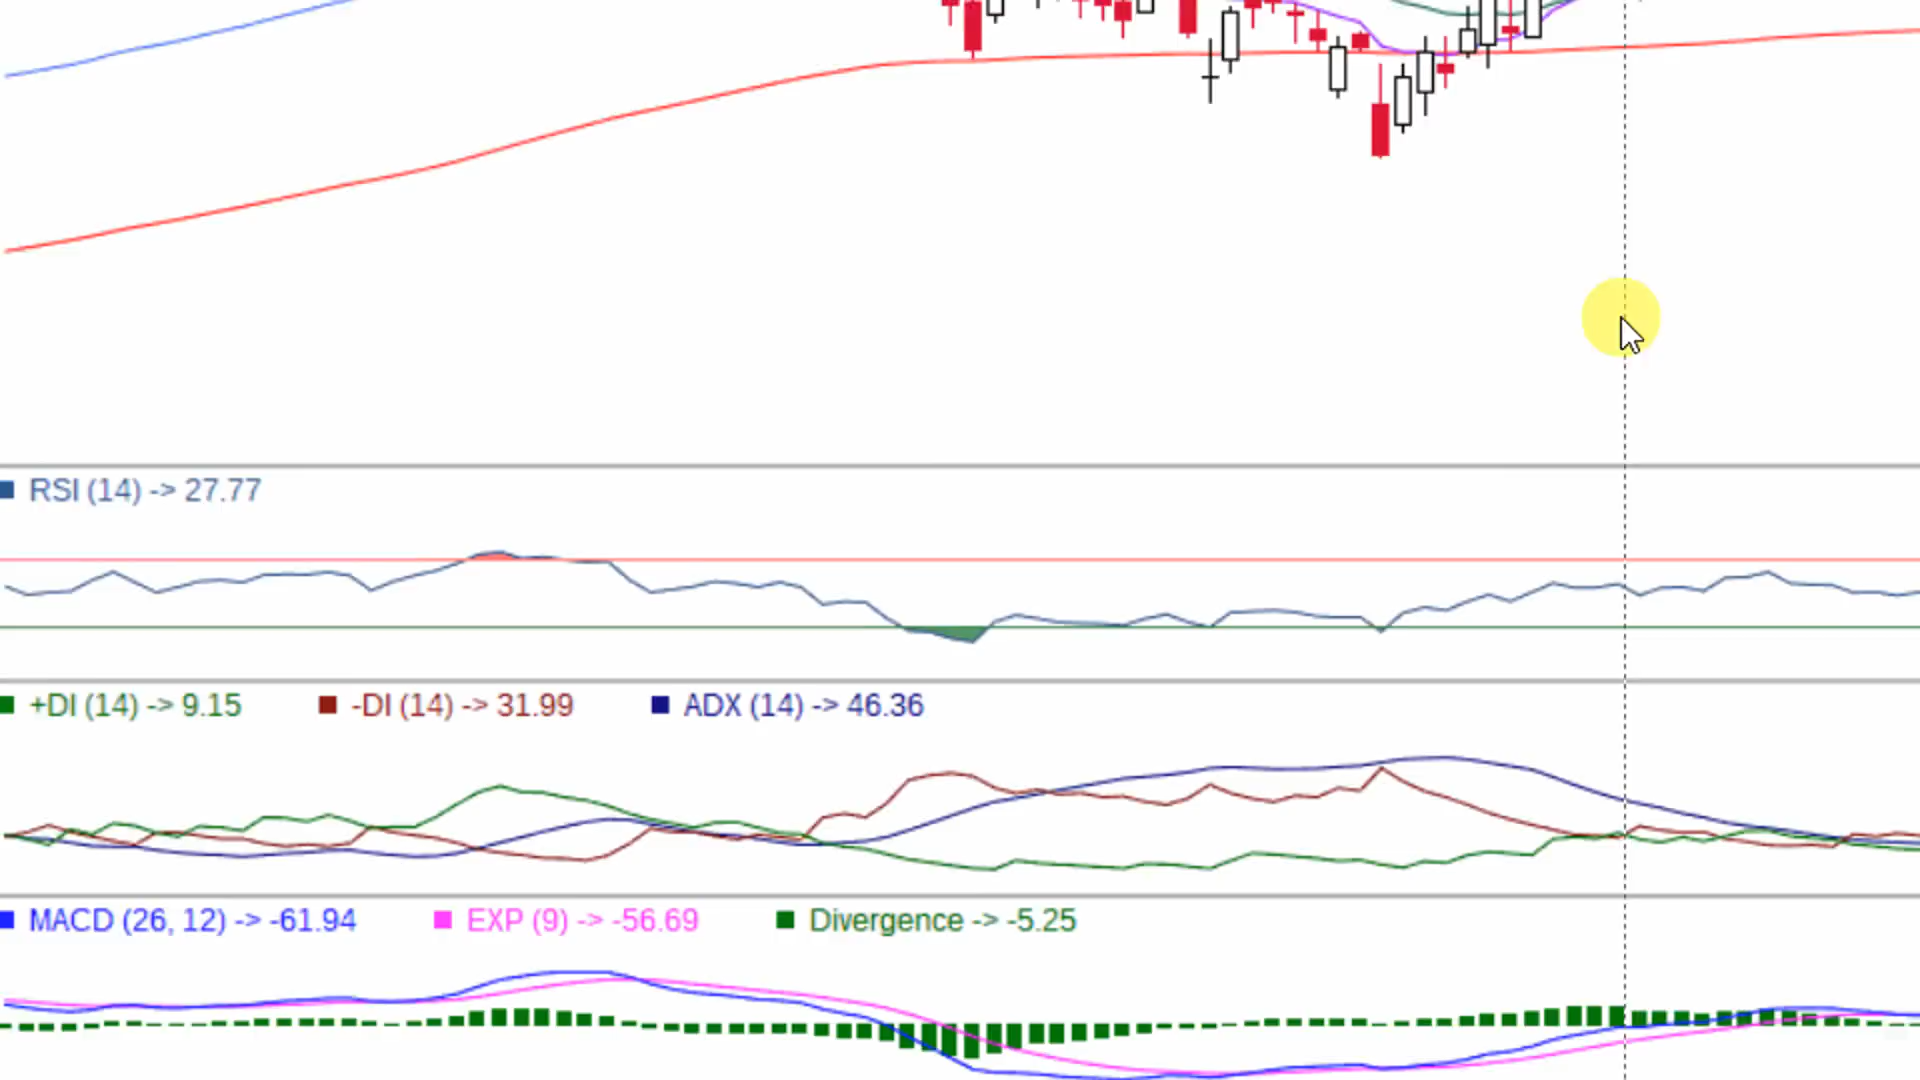 RSI (14) -> 27.77
+DI (14) -> 9.15 -DI (14) -> 31.99 ADX (14) -> 46.36
MACD (26, 12) -> -61.94 EXP (9) -> -56.69 Divergence -> -5.25